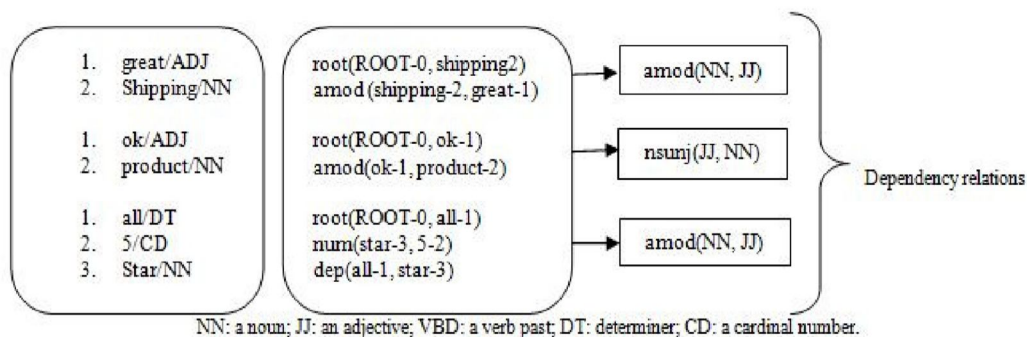 1. great/ADJ
2. Shipping/NN
1. ok/ADJ
2. product/NN
1. all/DT
2. 5/CD
3. Star/NN
root(ROOT-0, shipping2)
amod (shipping-2, great-1)
root(ROOT-0, ok-1)
amod(ok-1, product-2)
root(ROOT-0, all-1)
num(star-3, 5-2)
dep(all-1, star-3)
amod(NN, JJ)
nsunj(JJ, NN)
amod(NN, JJ)
Dependency relations
NN: a noun; JJ: an adjective; VBD: a verb past; DT: determiner; CD: a cardinal number.